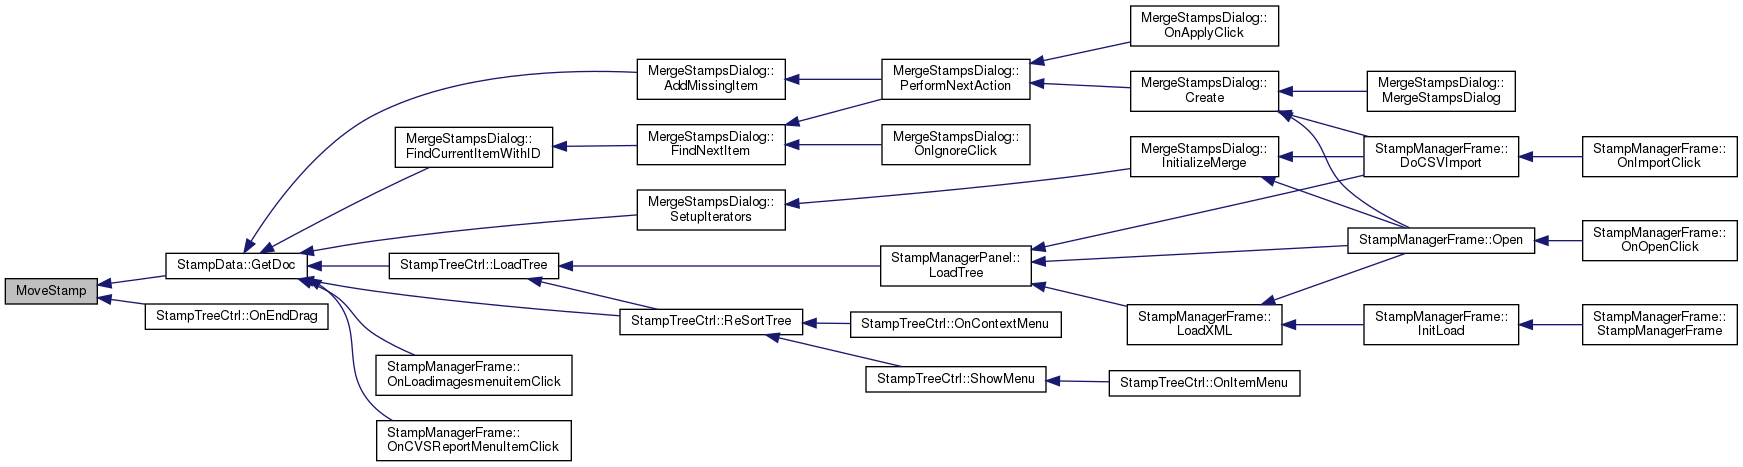 MoveStamp
StampData::GetDoc
StampTreeCtrl::OnEndDrag
MergeStampsDialog::
AddMissingItem
MergeStampsDialog::
FindCurrentItemWithID
MergeStampsDialog::
FindNextItem
MergeStampsDialog::
SetupIterators
StampTreeCtrl::LoadTree
StampTreeCtrl::ReSortTree
StampManagerFrame::
OnLoadimagesmenuitemClick
StampManagerFrame::
OnCVSReportMenuItemClick
MergeStampsDialog::
PerformNextAction
MergeStampsDialog::
OnIgnoreClick
StampManagerPanel::
LoadTree
StampTreeCtrl::OnContextMenu
StampTreeCtrl::ShowMenu
MergeStampsDialog::
OnApplyClick
MergeStampsDialog::
Create
MergeStampsDialog::
InitializeMerge
StampManagerFrame::
LoadXML
StampTreeCtrl::OnItemMenu
MergeStampsDialog::
MergeStampsDialog
StampManagerFrame::
DoCSVImport
StampManagerFrame::Open
StampManagerFrame::
InitLoad
StampManagerFrame::
OnImportClick
StampManagerFrame::
OnOpenClick
StampManagerFrame::
StampManagerFrame